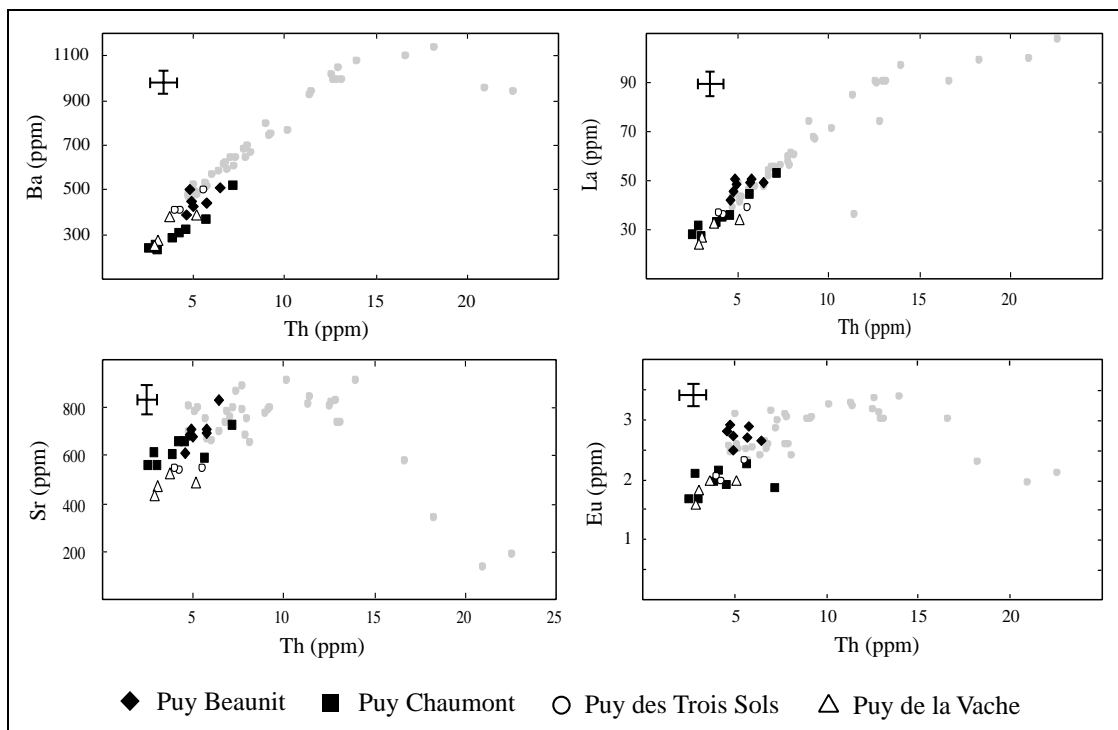 1100
900
700
500
300
Ba (ppm)
5 10 15 20
Th (ppm)
90
70
50
30
La (ppm)
5 10 15 20
Th (ppm)
800
600
400
200
Sr (ppm)
5 10 15 20 25
Th (ppm)
3
2
1
Eu (ppm)
5 10 15 20
Th (ppm)
Puy Beaunit Puy Chaumont Puy des Trois Sols Puy de la Vache